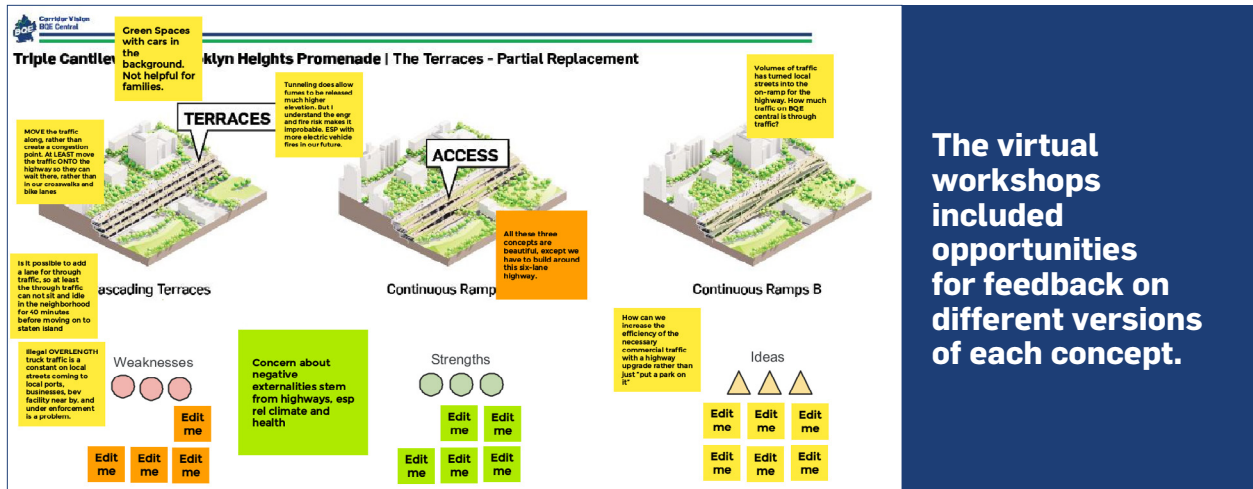 Corridor Vision
BQE Central
BQE
Triple Cantilev
oklyn Heights Promenade | The Terraces - Partial Replacement
Green Spaces
with cars in
the
background.
Not helpful for
families.
Tunneling does allow
fumes to be released
much higher
elevation. But I
understand the engr
and fire risk makes it
improbable. ESP with
more electric vehicle
fires in our future.
Volumes of traffic
has turned local
streets into the
on-ramp for the
highway. How much
traffic on BQE
central is through
traffic?
MOVE the traffic
along, rather than
create a congestion
point. At LEAST move
the traffic ONTO the
highway so they can
wait there, rather than
in our crosswalks and
bike lanes
TERRACES
ACCESS
All these three
concepts are
beautiful, except we
have to build around
this six-lane
highway.
Is it possible to add
a lane for through
traffic, so at least
the through traffic
can not sit and idle
in the neighborhood
for 40 minutes
before moving on to
staten island
ascading Terraces
Continuous Ramp
Continuous Ramps B
Illegal OVERLENGTH
truck traffic is a
constant on local
streets coming to
local ports,
businesses, bev
facility near by. and
under enforcement
is a problem.
Weaknesses
Edit
me
Edit
me
Edit
me
Edit
me
Concern about
negative
externalities stem
from highways, esp
rel climate and
health
Strengths
Edit
me
Edit
me
Edit
me
Edit
me
Edit
me
How can we
increase the
efficiency of the
necessary
commercial traffic
with a highway
upgrade rather than
just "put a park on
it"
Ideas
Edit
me
Edit
me
Edit
me
Edit
me
Edit
me
Edit
me
The virtual
workshops
included
opportunities
for feedback on
different versions
of each concept.